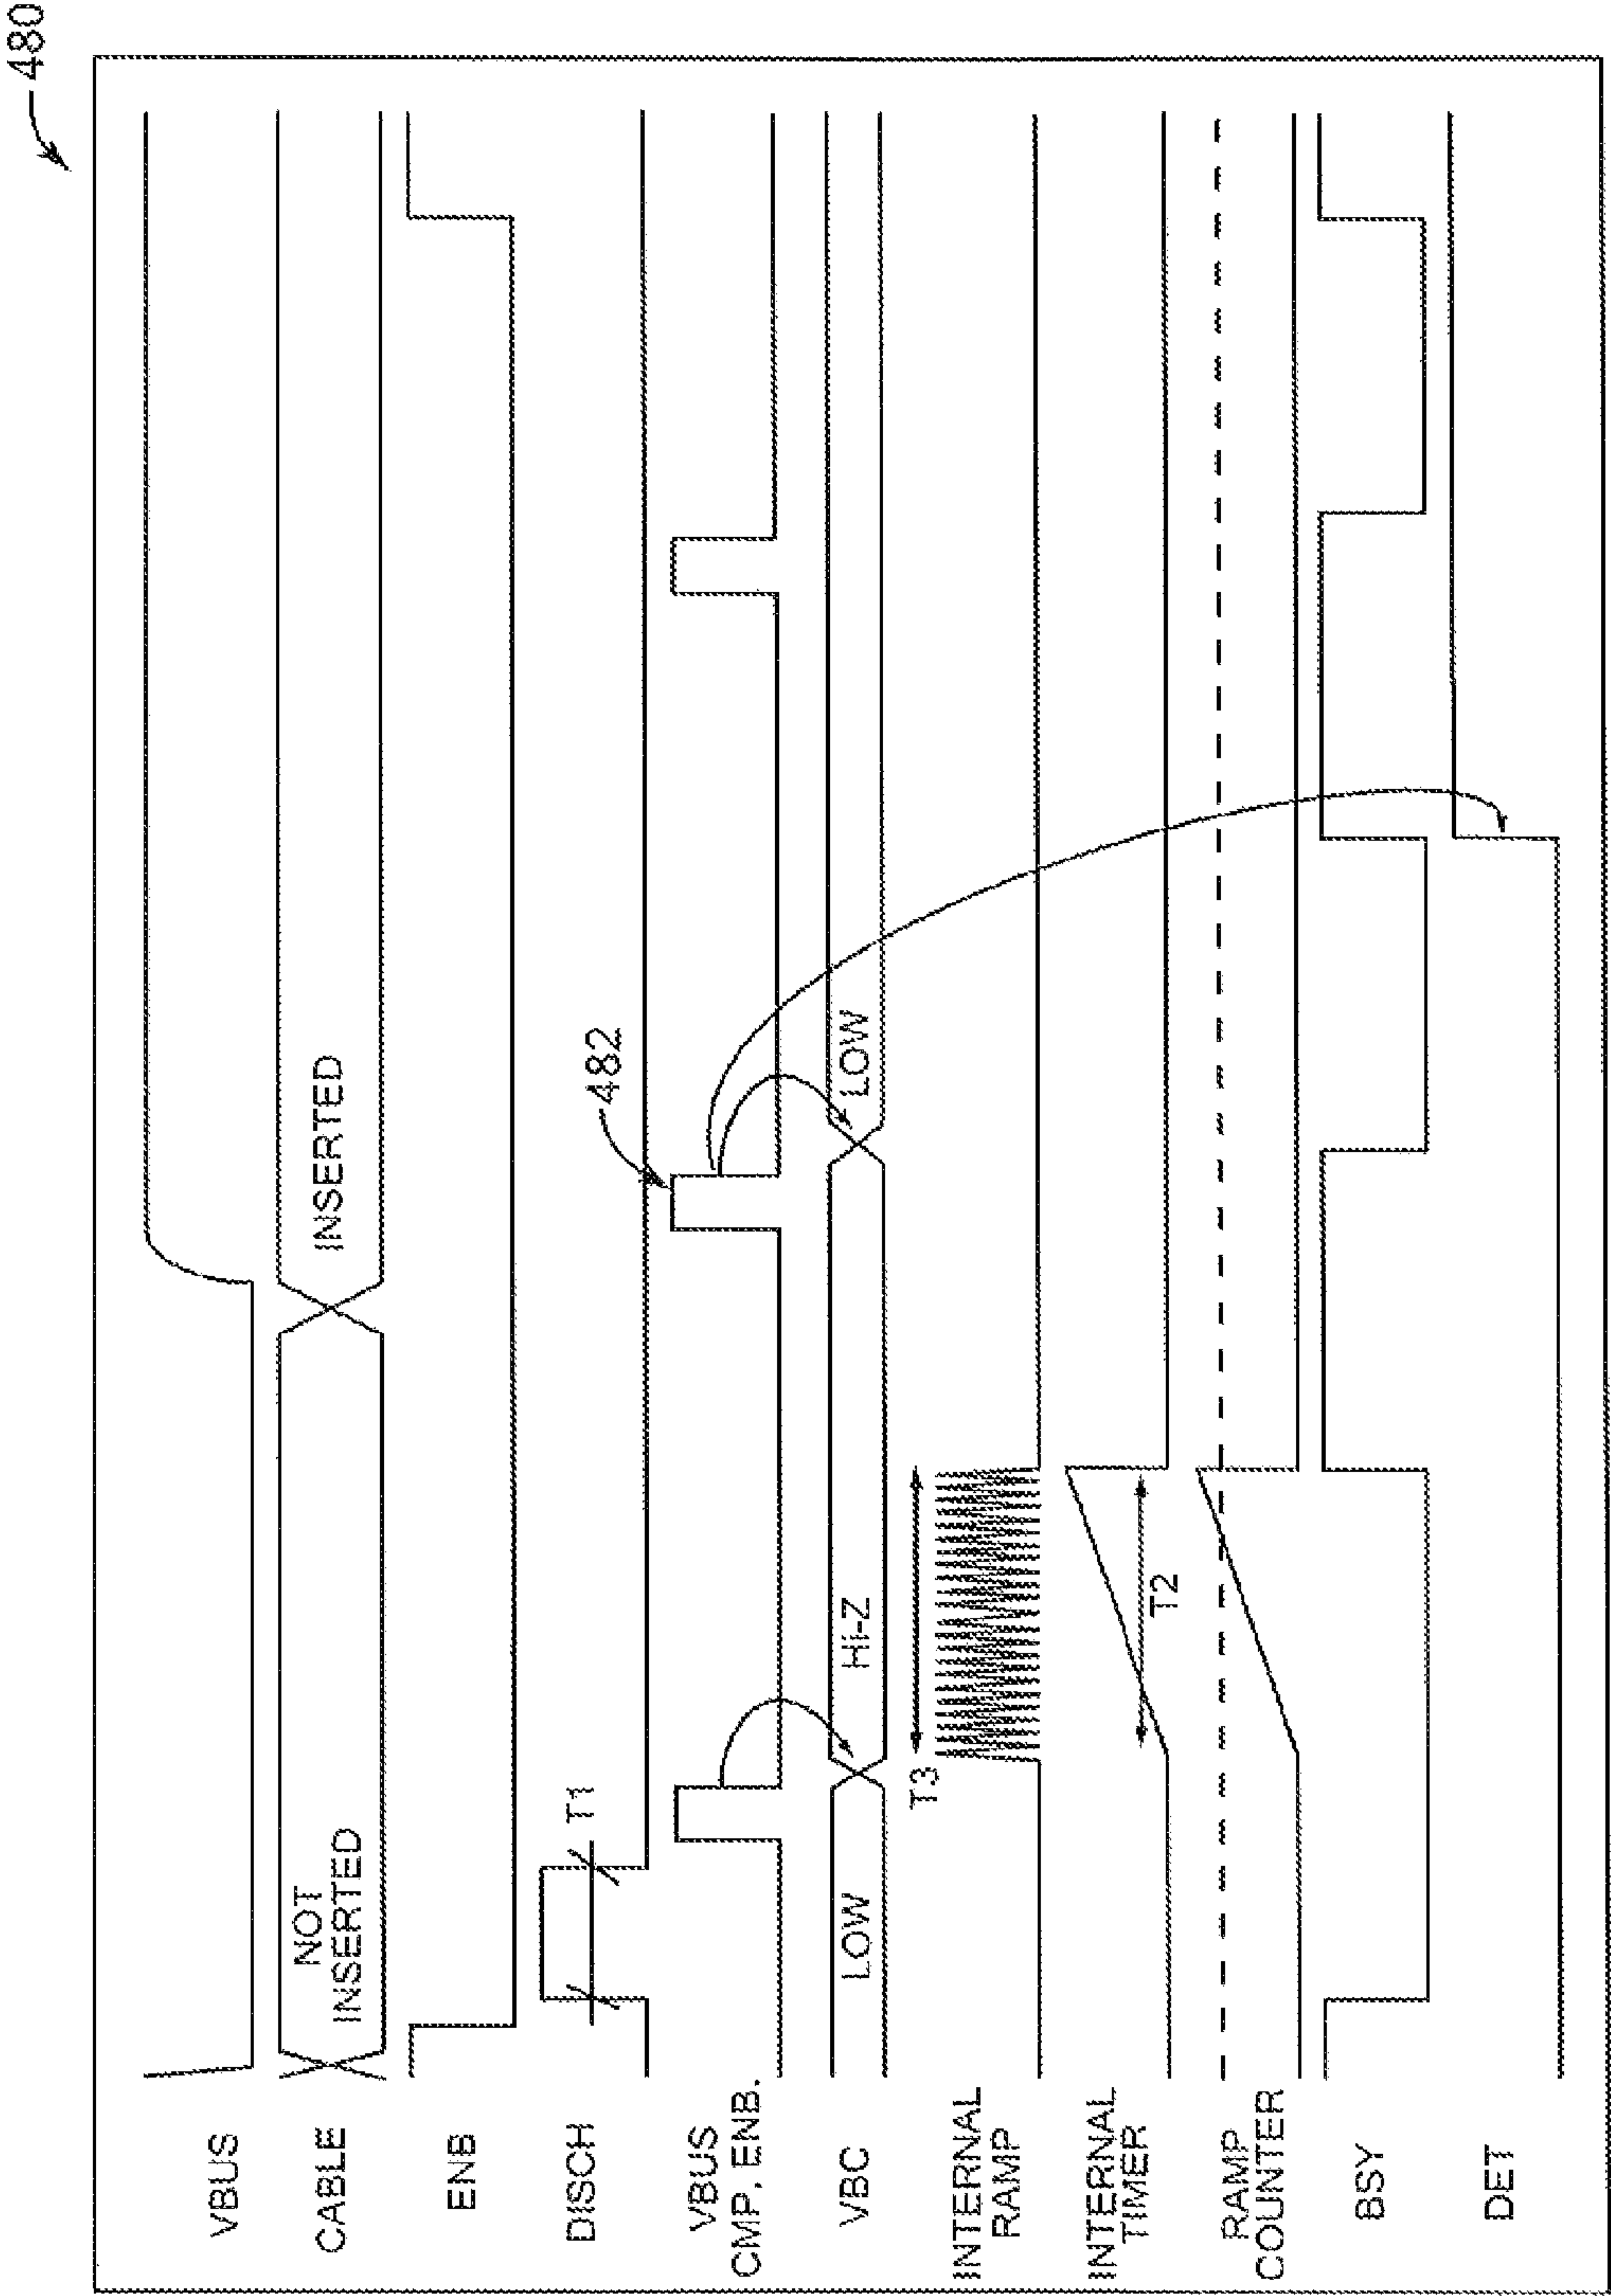 480
VBUS
CABLE
NOT
INSERTED
INSERTED
ENB
DISCH
T1
482
VBUS
CMP. ENB.
VBC
LOW
HI-Z
LOW
INTERNAL
RAMP
T3
INTERNAL
TIMER
T2
RAMP
COUNTER
BSY
DET